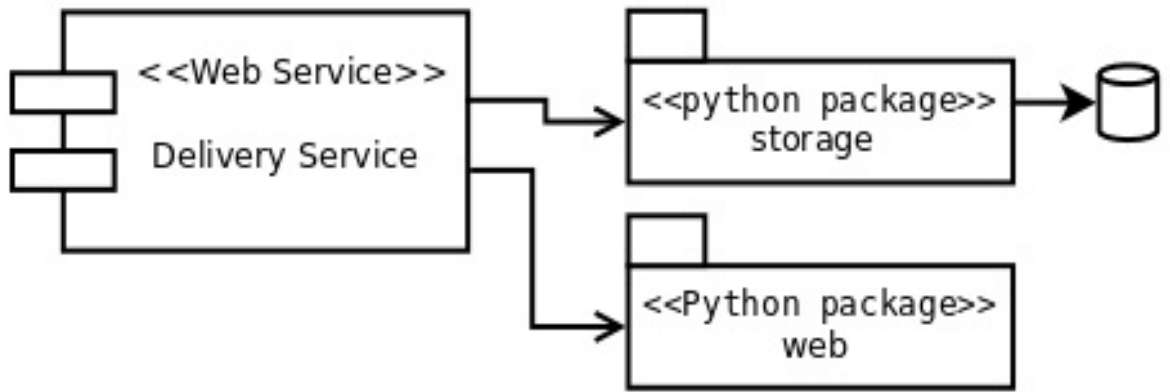 <<Web Service>>
Delivery Service
<<python package>>
storage
<<Python package>>
web